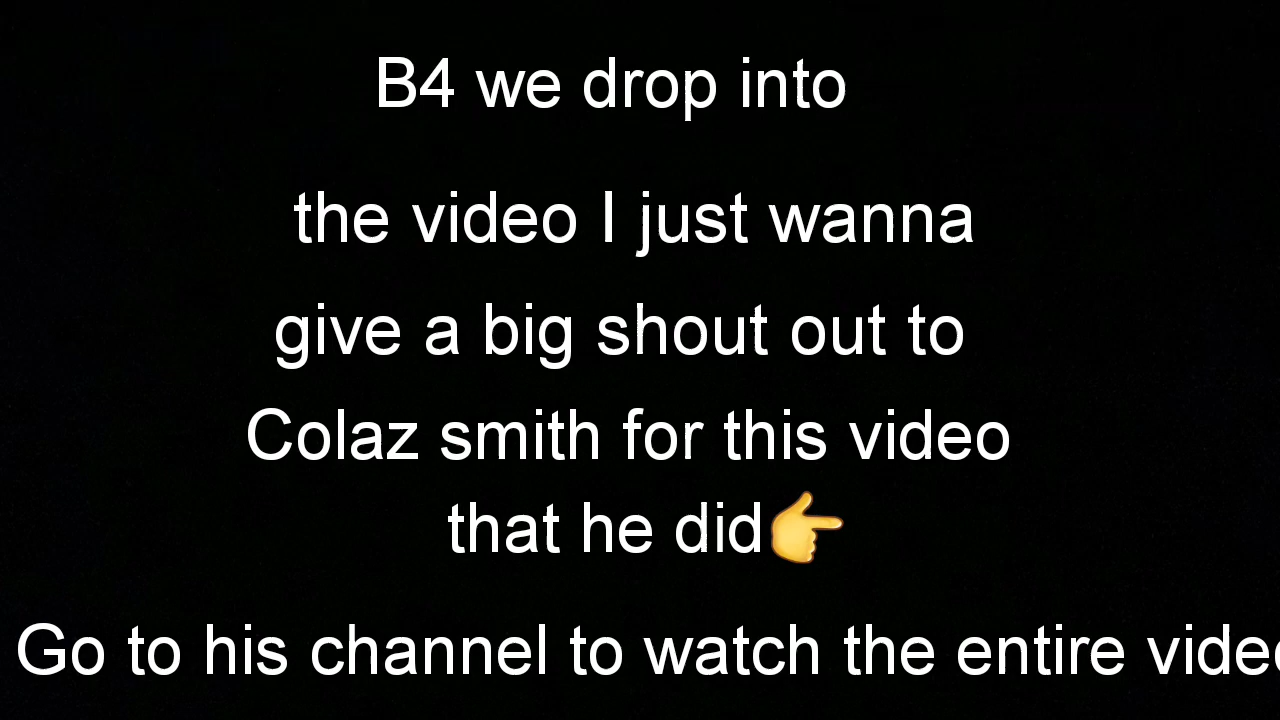 B4 we drop into
the video I just wanna
give a big shout out to
Colaz smith for this video
that he did👉
Go to his channel to watch the entire video